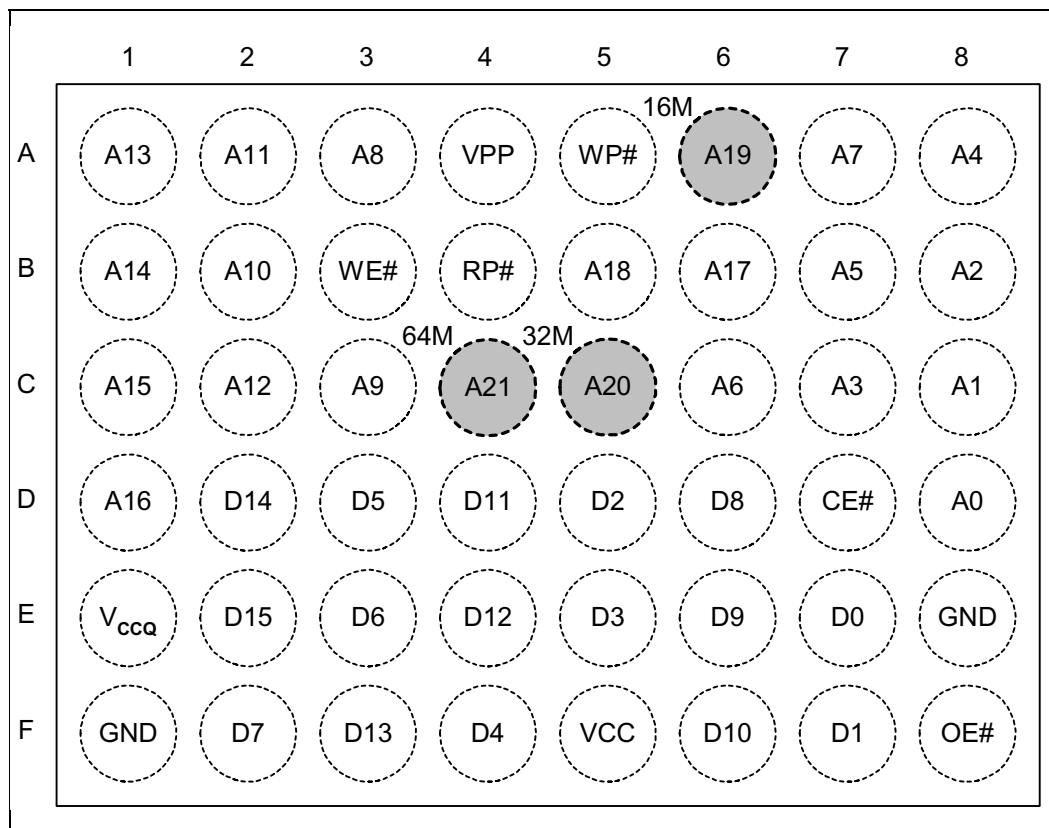 1 2 3 4 5 6 7 8
16M
A A13 A11 A8 VPP WP# A19 A7 A4
B A14 A10 WE# RP# A18 A17 A5 A2
64M 32M
C A15 A12 A9 A21 A20 A6 A3 A1
D A16 D14 D5 D11 D2 D8 CE# A0
E VCCQ D15 D6 D12 D3 D9 D0 GND
F GND D7 D13 D4 VCC D10 D1 OE#